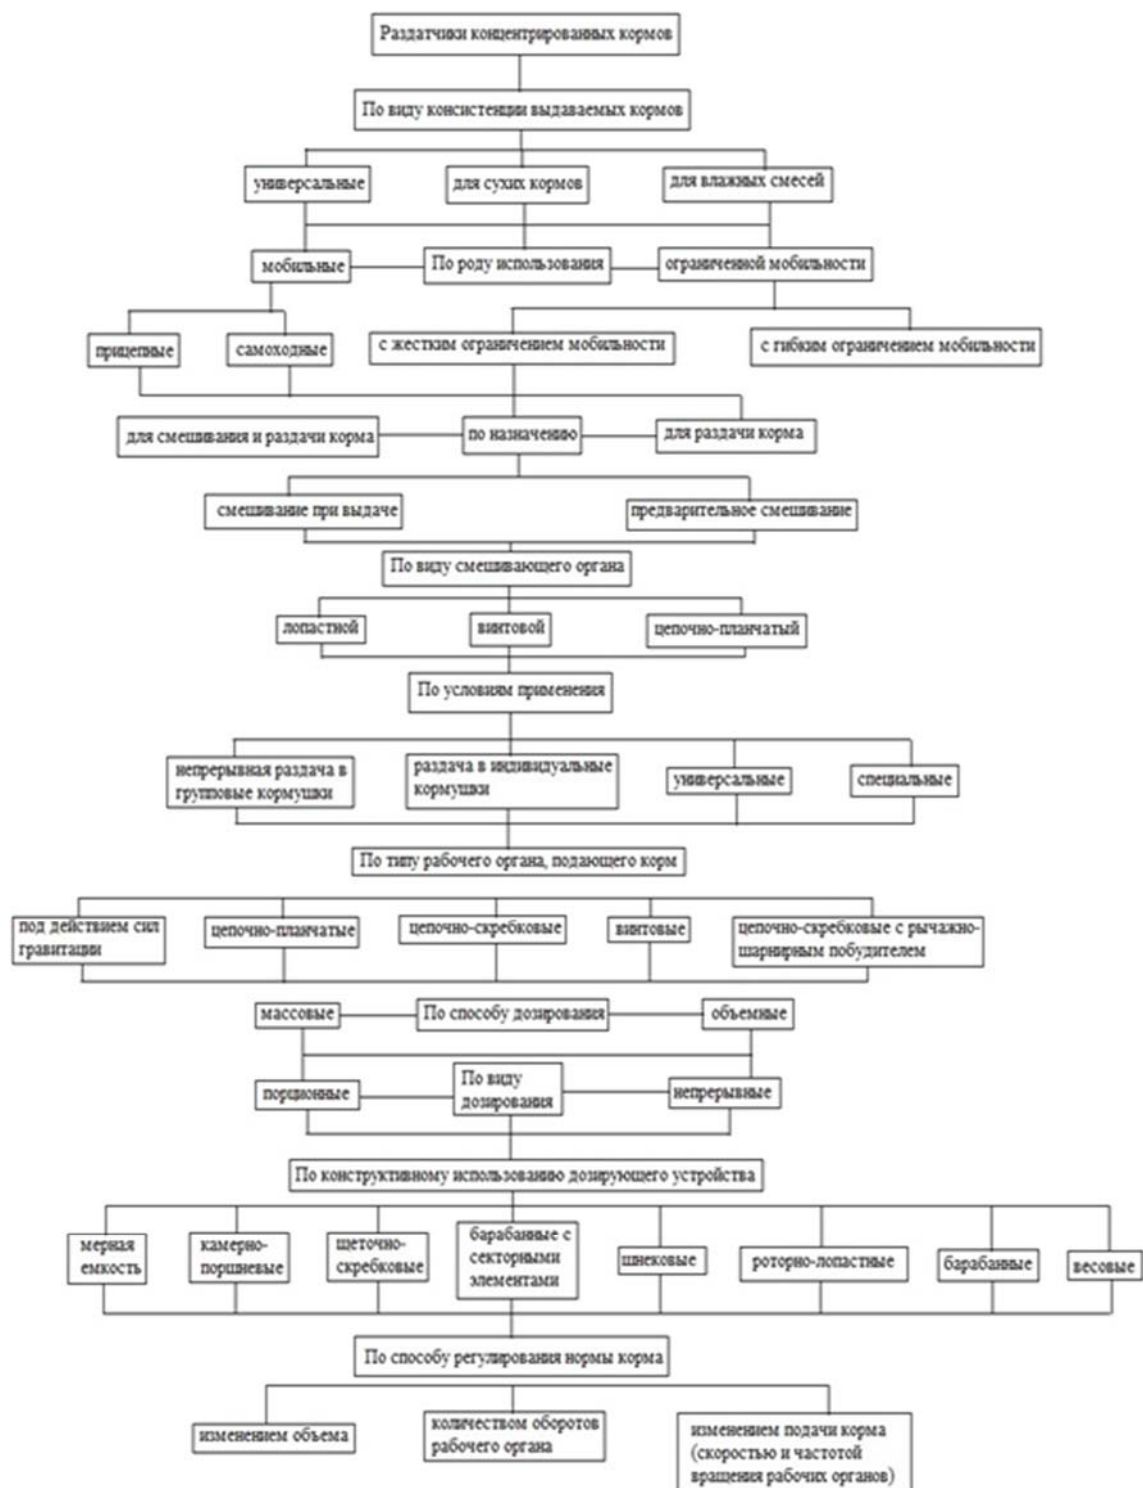 Раздатчики концентрированных кормов
По виду консистенции выдаваемых кормов
универсальные
для сухих кормов
для влажных смесей
мобильные
По роду использования
ограниченной мобильности
прицепные
самоходные
с жестким ограничением мобильности
с гибким ограничением мобильности
для смешивания и раздачи корма
по назначению
для раздачи корма
смешивание при выдаче
предварительное смешивание
По виду смешивающего органа
лопастной
винтовой
цепочно-планчатый
По условиям применения
непрерывная раздача в
групповые кормушки
раздача в индивидуальные
кормушки
универсальные
специальные
По типу рабочего органа, подающего корм
под действием сил
гравитации
цепочно-планчатые
цепочно-скребковые
винтовые
цепочно-скребковые с рычажно-
шарнирным побудителем
массовые
По способу дозирования
объемные
порционные
По виду
дозирования
непрерывные
По конструктивному использованию дозирующего устройства
мерная
емкость
камерно-
поршневые
щеточно-
скребковые
барабанные с
секторными
элементами
шнековые
роторно-лопастные
барабанные
весовые
По способу регулирования нормы корма
изменением объема
количеством оборотов
рабочего органа
изменением подачи корма
(скоростью и частотой
вращения рабочих органов)